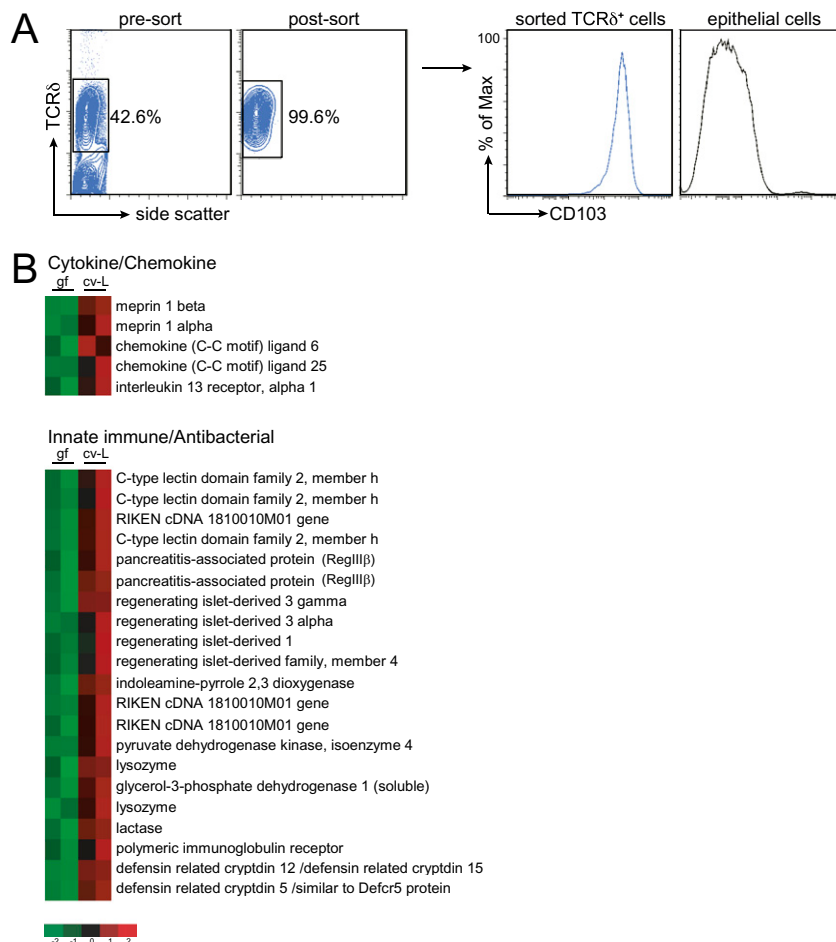 A
pre-sort
post-sort
sorted TCRδ⁺ cells
epithelial cells
TCRδ
42.6%
99.6%
side scatter
100
% of Max
CD103
B
Cytokine/Chemokine
gf cv-L
meprin 1 beta
meprin 1 alpha
chemokine (C-C motif) ligand 6
chemokine (C-C motif) ligand 25
interleukin 13 receptor, alpha 1
Innate immune/Antibacterial
gf cv-L
C-type lectin domain family 2, member h
C-type lectin domain family 2, member h
RIKEN cDNA 1810010M01 gene
C-type lectin domain family 2, member h
pancreatitis-associated protein (RegIIIβ)
pancreatitis-associated protein (RegIIIβ)
regenerating islet-derived 3 gamma
regenerating islet-derived 3 alpha
regenerating islet-derived 1
regenerating islet-derived family, member 4
indoleamine-pyrrole 2,3 dioxygenase
RIKEN cDNA 1810010M01 gene
RIKEN cDNA 1810010M01 gene
pyruvate dehydrogenase kinase, isoenzyme 4
lysozyme
glycerol-3-phosphate dehydrogenase 1 (soluble)
lysozyme
lactase
polymeric immunoglobulin receptor
defensin related cryptdin 12 /defensin related cryptdin 15
defensin related cryptdin 5 /similar to Defcr5 protein
-2 -1 0 1 2